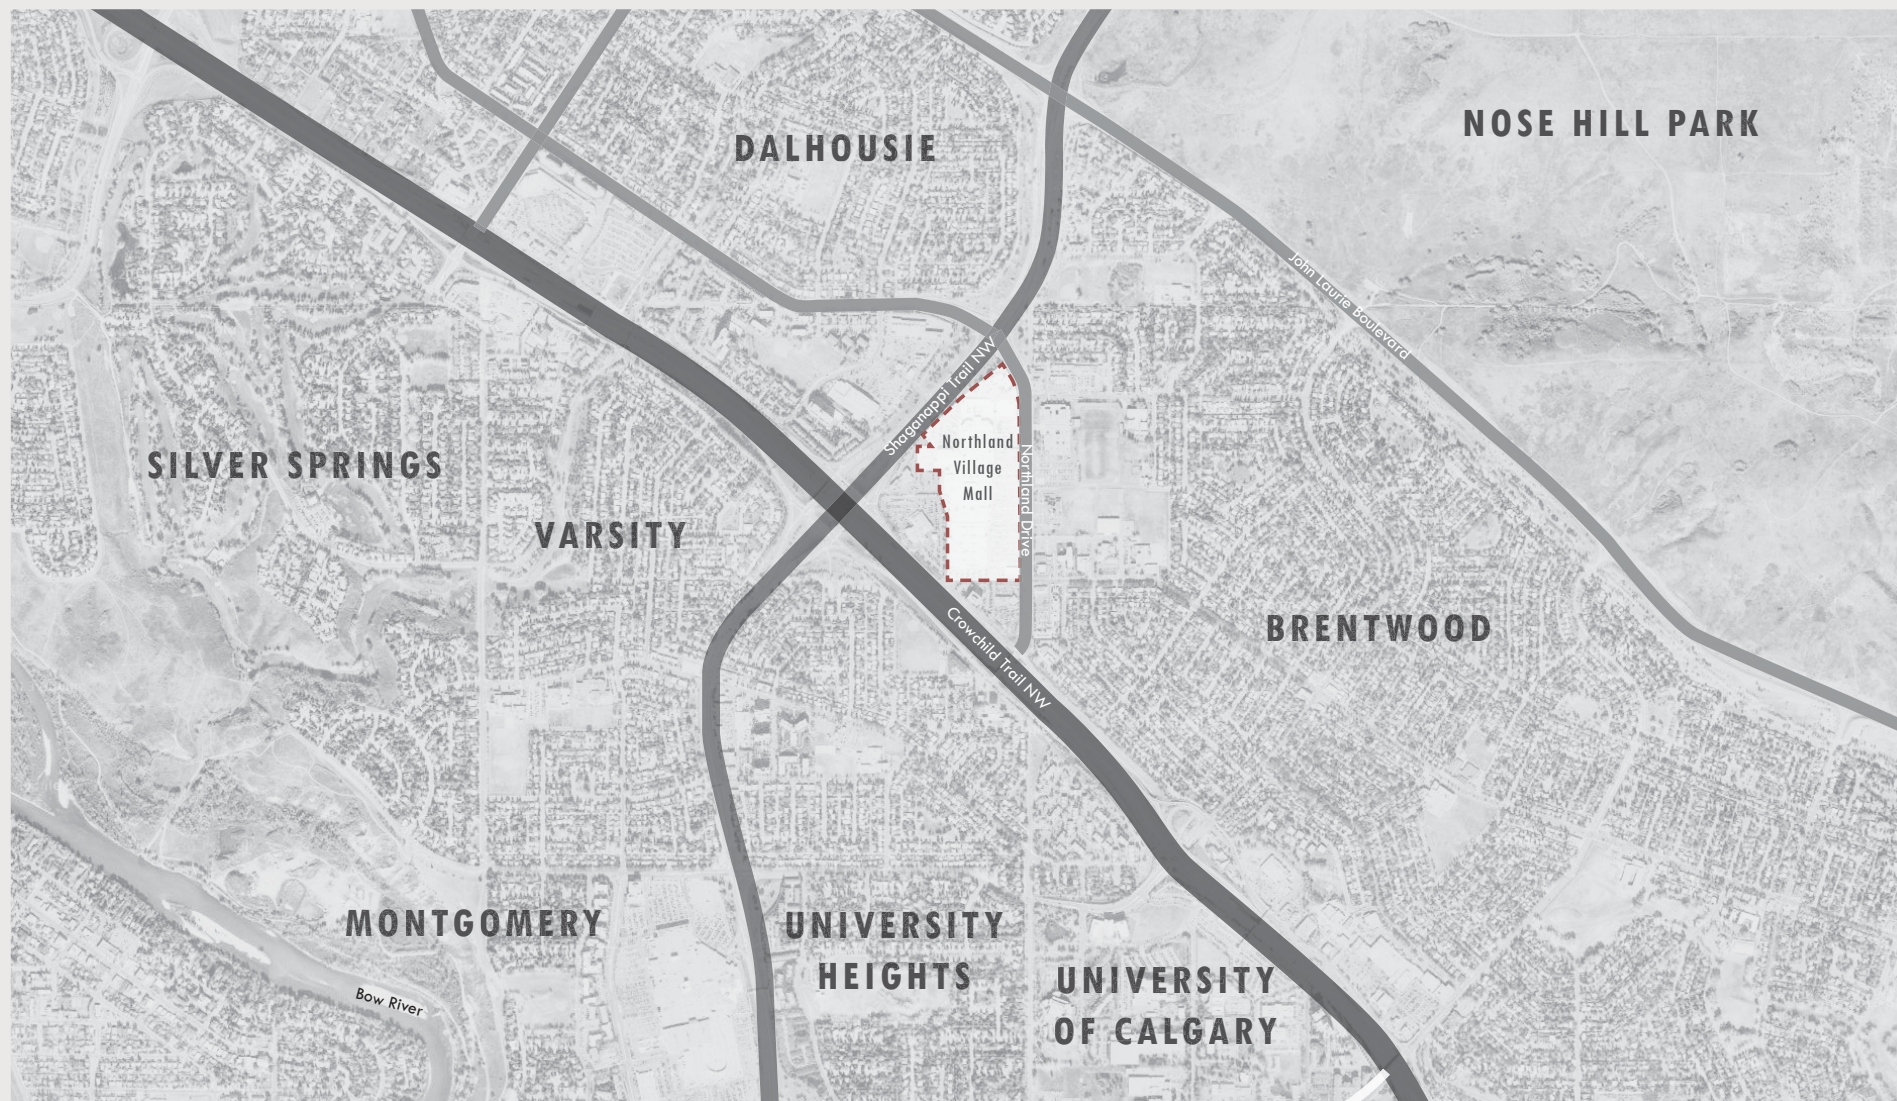 NOSE HILL PARK
DALHOUSIE
John Laurie Boulevard
Shaganappi Trail NW
Northland
Village
Mall
Northland Drive
SILVER SPRINGS
VARSITY
BRENTWOOD
Crowchild Trail NW
MONTGOMERY
UNIVERSITY
HEIGHTS
UNIVERSITY
OF CALGARY
Bow River